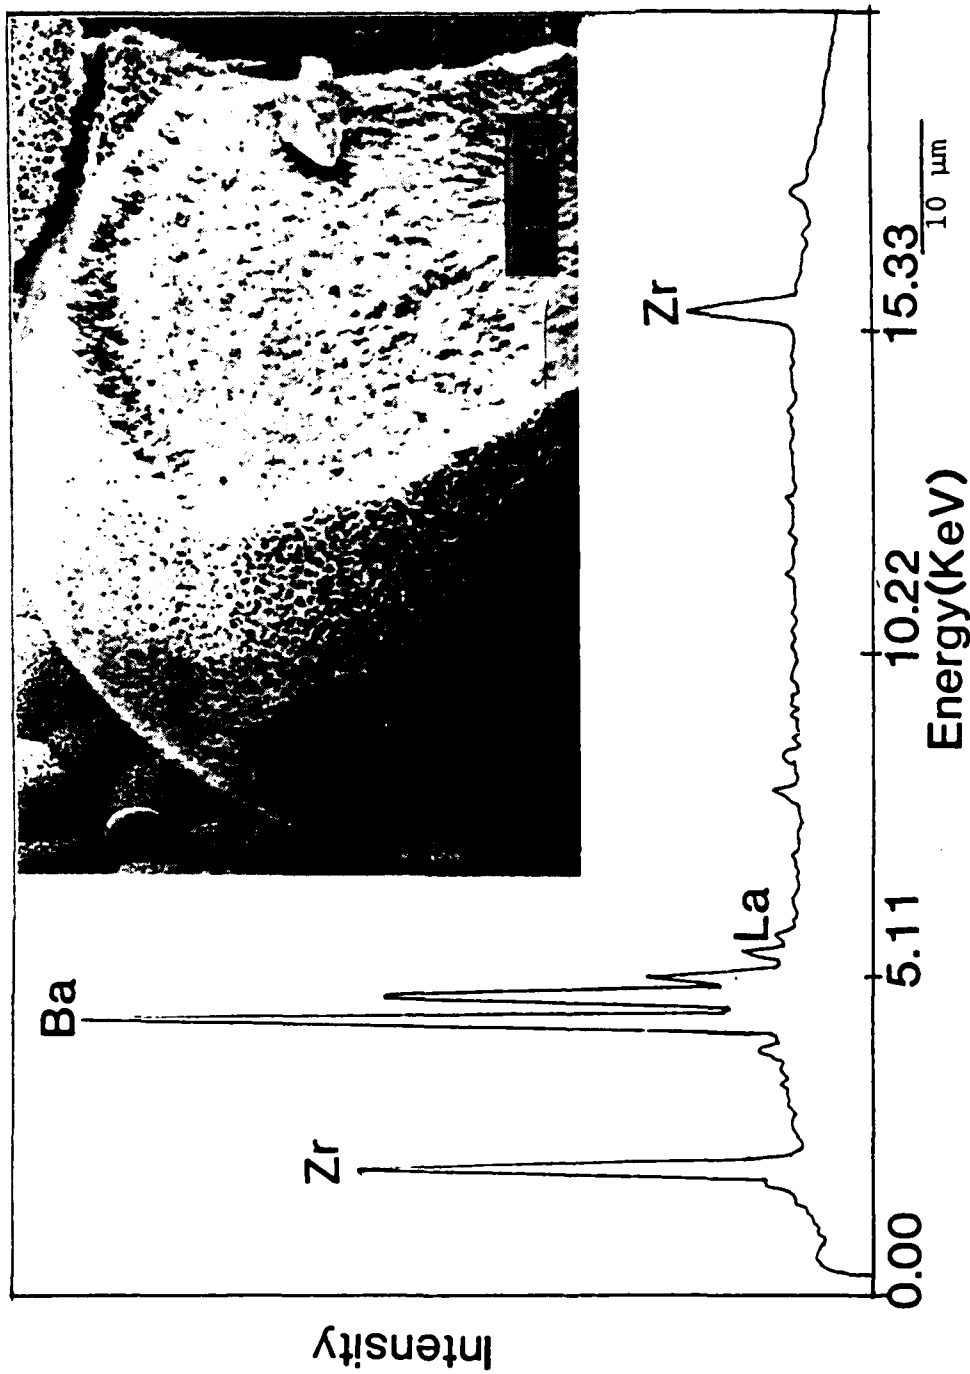 Intensity
Ba
Zr
La
Zr
0.00
5.11
10.22
15.33
Energy(KeV)
10 µm